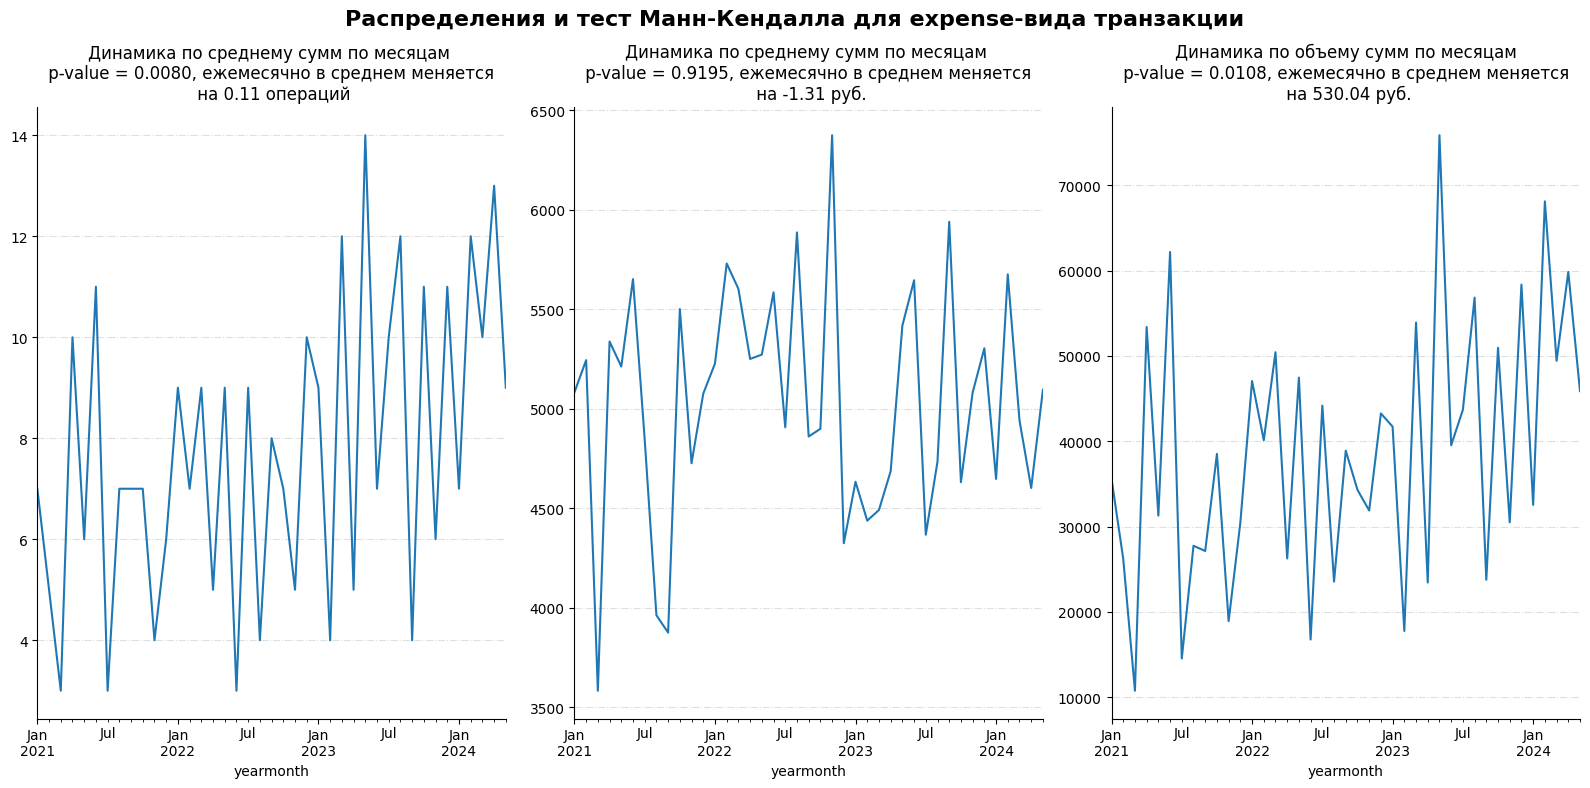 Распределения и тест Манн-Кендалла для expense-вида транзакции
Динамика по среднему сумм по месяцам
p-value = 0.0080, ежемесячно в среднем меняется
на 0.11 операций
14
12
10
8
6
4
Jan
2021
Jul
Jan
2022
Jul
Jan
2023
Jul
Jan
2024
yearmonth
Динамика по среднему сумм по месяцам
p-value = 0.9195, ежемесячно в среднем меняется
на -1.31 руб.
6500
6000
5500
5000
4500
4000
3500
Jan
2021
Jul
Jan
2022
Jul
Jan
2023
Jul
Jan
2024
yearmonth
Динамика по объему сумм по месяцам
p-value = 0.0108, ежемесячно в среднем меняется
на 530.04 руб.
70000
60000
50000
40000
30000
20000
10000
Jan
2021
Jul
Jan
2022
Jul
Jan
2023
Jul
Jan
2024
yearmonth